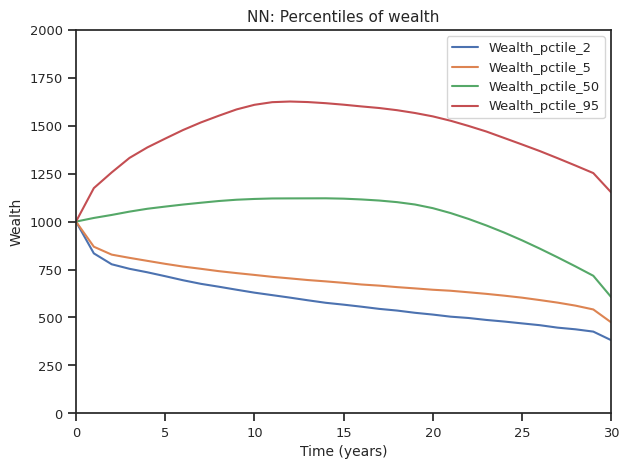 NN: Percentiles of wealth
2000
1750
1500
1250
1000
750
500
250
0
Wealth
Wealth_pctile_2
Wealth_pctile_5
Wealth_pctile_50
Wealth_pctile_95
0 5 10 15 20 25 30
Time (years)